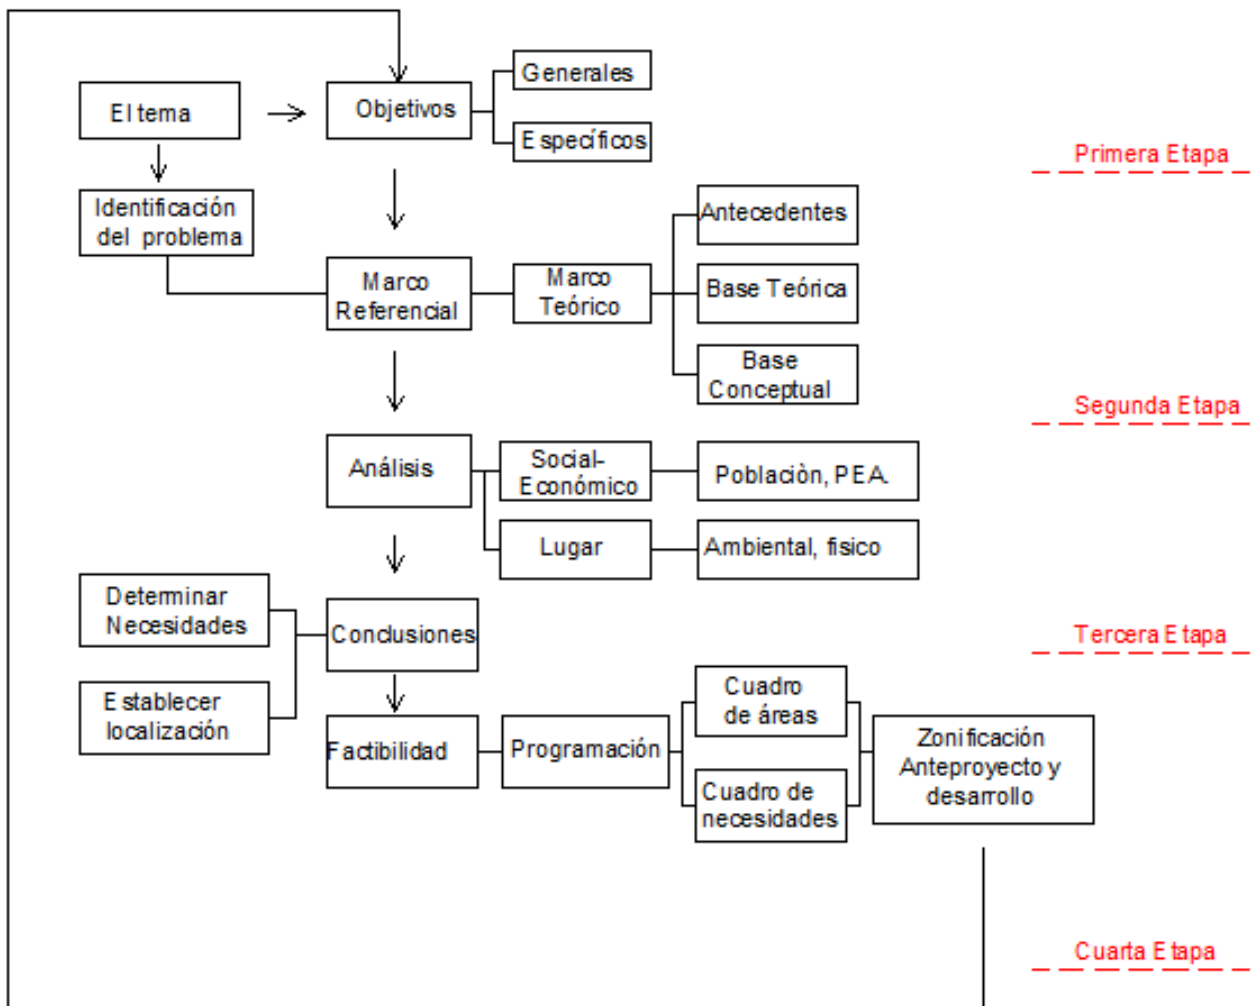 Generales
El tema
Objetivos
Específicos
Primera Etapa
Identificación
del problema
Antecedentes
Marco
Referencial
Marco
Teórico
Base Teórica
Base
Conceptual
Segunda Etapa
Análisis
Social-
Económico
Poblaciòn, PEA.
Lugar
Ambiental, fisico
Determinar
Necesidades
Conclusiones
Tercera Etapa
Establecer
localización
Factibilidad
Programación
Cuadro
de áreas
Cuadro de
necesidades
Zonificación
Anteproyecto y
desarrollo
Cuarta Etapa